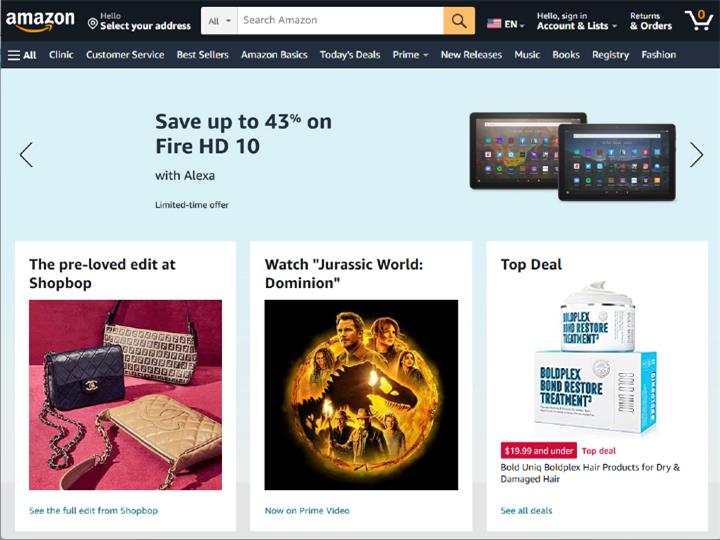 amazon
Hello
Select your address
All
Search Amazon
EN
Hello, sign in
Account & Lists
Returns
& Orders
0
All
Clinic
Customer Service
Best Sellers
Amazon Basics
Today's Deals
Prime
New Releases
Music
Books
Registry
Fashion
Save up to 43% on
Fire HD 10
with Alexa
Limited-time offer
The pre-loved edit at
Shopbop
See the full edit from Shopbop
Watch "Jurassic World:
Dominion"
Now on Prime Video
Top Deal
BOLDPLEX
BOND RESTORE
TREATMENT³
BOLDPLEX
BOND RESTORE
TREATMENT³
BOLD UNIQ
$19.99 and under
Top deal
Bold Uniq Boldplex Hair Products for Dry &
Damaged Hair
See all deals